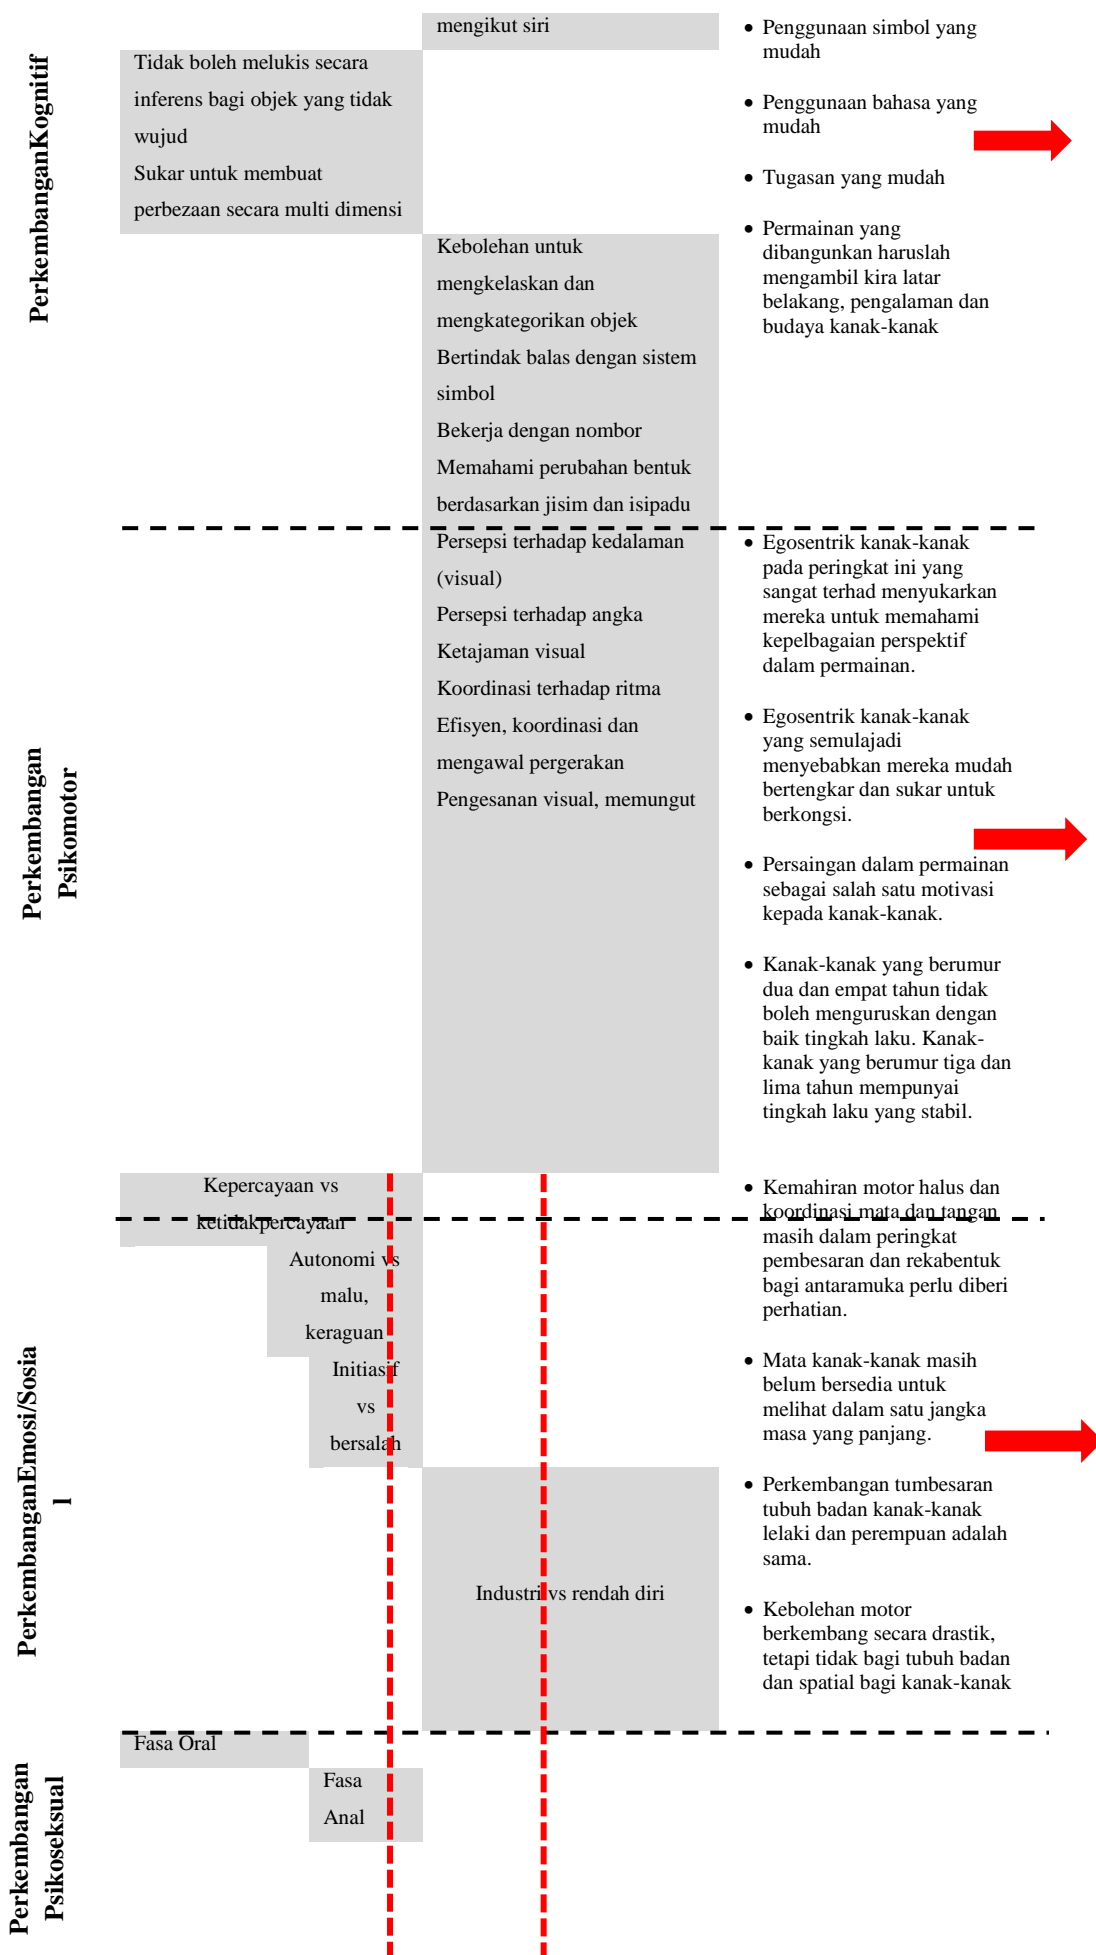 PerkembanganKognitif
mengikut siri
Tidak boleh melukis secara
inferens bagi objek yang tidak
wujud
Sukar untuk membuat
perbezaan secara multi dimensi
Kebolehan untuk
mengkelaskan dan
mengkategorikan objek
Bertindak balas dengan sistem
simbol
Bekerja dengan nombor
Memahami perubahan bentuk
berdasarkan jisim dan isipadu
• Penggunaan simbol yang
mudah
• Penggunaan bahasa yang
mudah
• Tugasan yang mudah
• Permainan yang
dibangunkan haruslah
mengambil kira latar
belakang, pengalaman dan
budaya kanak-kanak
Perkembangan
Psikomotor
Persepsi terhadap kedalaman
(visual)
Persepsi terhadap angka
Ketajaman visual
Koordinasi terhadap ritma
Efisyen, koordinasi dan
mengawal pergerakan
Pengesanan visual, memungut
• Egosentrik kanak-kanak
pada peringkat ini yang
sangat terhad menyukarkan
mereka untuk memahami
kepelbagaian perspektif
dalam permainan.
• Egosentrik kanak-kanak
yang semulajadi
menyebabkan mereka mudah
bertengkar dan sukar untuk
berkongsi.
• Persaingan dalam permainan
sebagai salah satu motivasi
kepada kanak-kanak.
• Kanak-kanak yang berumur
dua dan empat tahun tidak
boleh menguruskan dengan
baik tingkah laku. Kanak-
kanak yang berumur tiga dan
lima tahun mempunyai
tingkah laku yang stabil.
PerkembanganEmosi/Sosia
l
Kepercayaan vs
ketidakpercayaan
Autonomi vs
malu,
keraguan
Initiasif
vs
bersalah
Industri vs rendah diri
• Kemahiran motor halus dan
koordinasi mata dan tangan
masih dalam peringkat
pembesaran dan rekabentuk
bagi antaramuka perlu diberi
perhatian.
• Mata kanak-kanak masih
belum bersedia untuk
melihat dalam satu jangka
masa yang panjang.
• Perkembangan tumbesaran
tubuh badan kanak-kanak
lelaki dan perempuan adalah
sama.
• Kebolehan motor
berkembang secara drastik,
tetapi tidak bagi tubuh badan
dan spatial bagi kanak-kanak
Perkembangan
Psikoseksual
Fasa Oral
Fasa
Anal